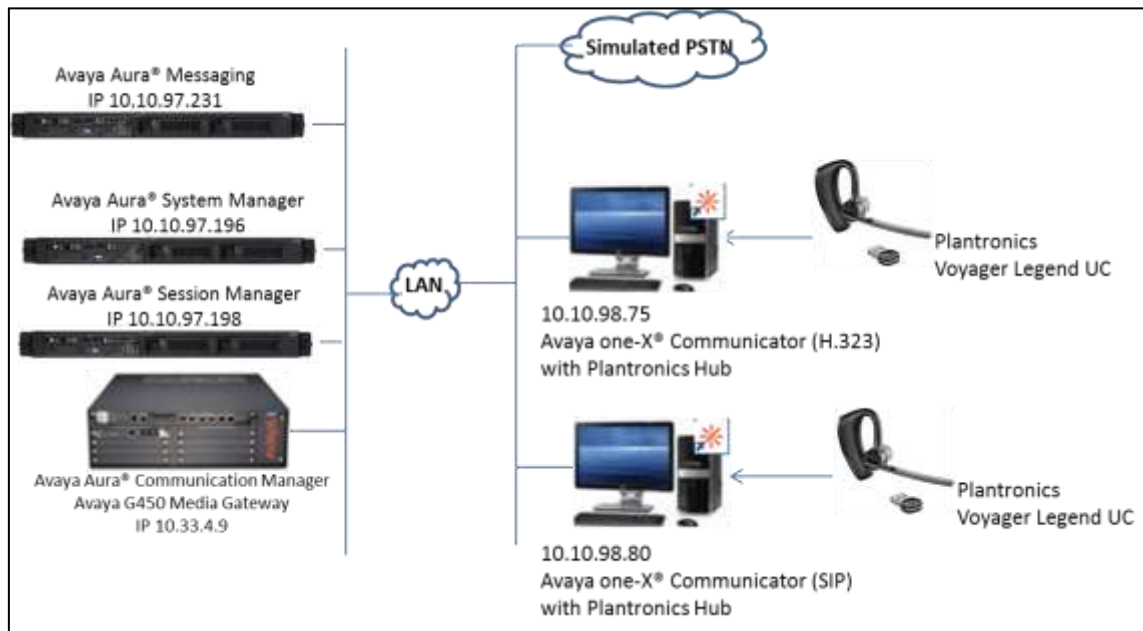 Simulated PSTN
Avaya Aura® Messaging
IP 10.10.97.231
Avaya Aura® System Manager
IP 10.10.97.196
Avaya Aura® Session Manager
IP 10.10.97.198
Avaya Aura® Communication Manager
Avaya G450 Media Gateway
IP 10.33.4.9
LAN
Plantronics
Voyager Legend UC
10.10.98.75
Avaya one-X® Communicator (H.323)
with Plantronics Hub
Plantronics
Voyager Legend UC
10.10.98.80
Avaya one-X® Communicator (SIP)
with Plantronics Hub